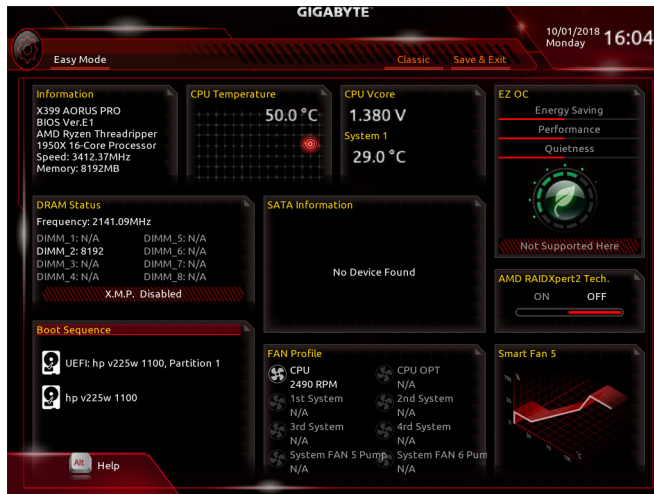 GIGABYTE
10/01/2018
Monday
16:04
Easy Mode
Classic
Save & Exit
Information
X399 AORUS PRO
BIOS Ver.E1
AMD Ryzen Threadripper
1950X 16-Core Processor
Speed: 3412.37MHz
Memory: 8192MB
CPU Temperature
50.0 °C
CPU Vcore
1.380 V
System 1
29.0 °C
EZ OC
Energy Saving
Performance
Quietness
Not Supported Here
DRAM Status
Frequency: 2141.09MHz
DIMM_1: N/A DIMM_5: N/A
DIMM_2: 8192 DIMM_6: N/A
DIMM_3: N/A DIMM_7: N/A
DIMM_4: N/A DIMM_8: N/A
X.M.P. Disabled
SATA Information
No Device Found
AMD RAIDXpert2 Tech.
ON OFF
Boot Sequence
UEFI: hp v225w 1100, Partition 1
hp v225w 1100
FAN Profile
CPU CPU OPT
2490 RPM N/A
1st System 2nd System
N/A N/A
3rd System 4rd System
N/A N/A
System FAN 5 Pump System FAN 6 Pum
N/A N/A
Smart Fan 5
100
50
0
50
100 °C
Alt Help